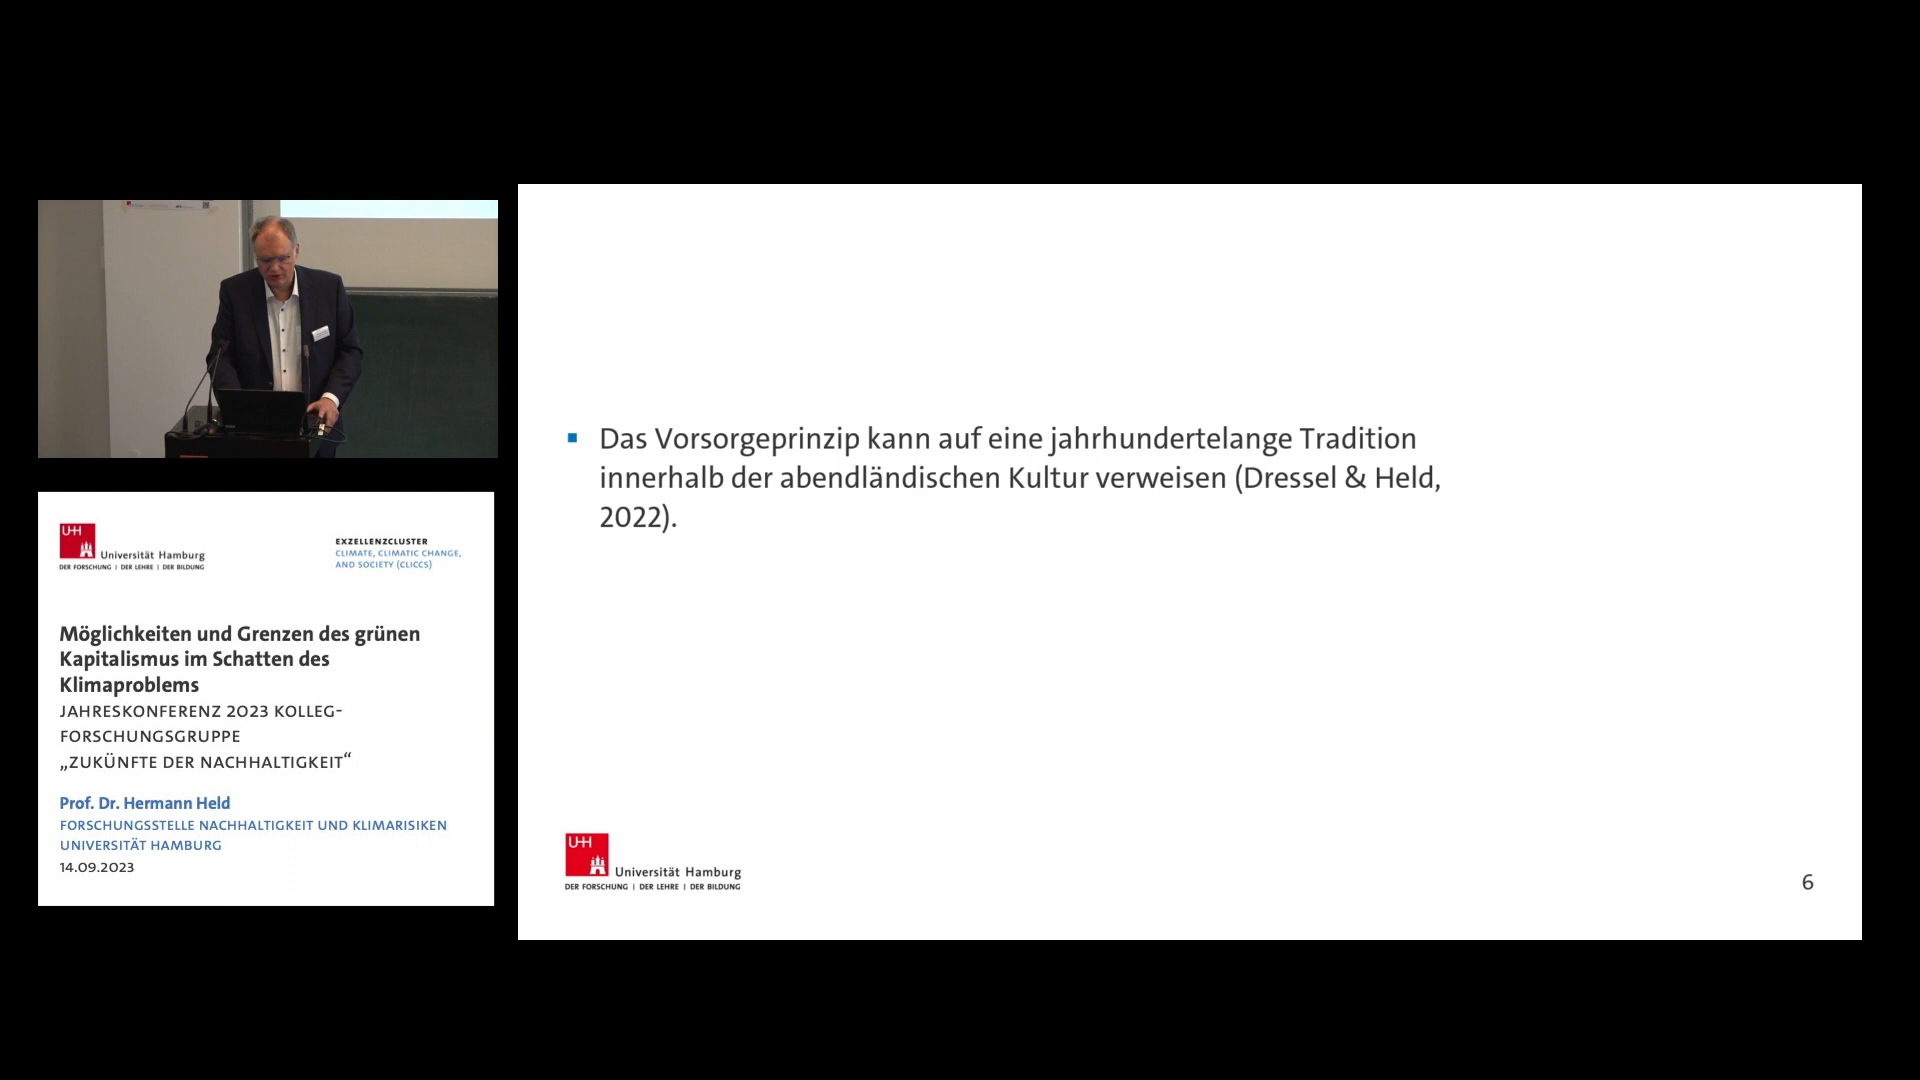 UH
Universität Hamburg
DER FORSCHUNG | DER LEHRE | DER BILDUNG
EXZELLENZCLUSTER
CLIMATE, CLIMATIC CHANGE,
AND SOCIETY (CLICCS)
Möglichkeiten und Grenzen des grünen
Kapitalismus im Schatten des
Klimaproblems
JAHRESKONFERENZ 2023 KOLLEG-
FORSCHUNGSGRUPPE
„ZUKÜNFTE DER NACHHALTIGKEIT“
Prof. Dr. Hermann Held
FORSCHUNGSSTELLE NACHHALTIGKEIT UND KLIMARISIKEN
UNIVERSITÄT HAMBURG
14.09.2023
▪ Das Vorsorgeprinzip kann auf eine jahrhundertelange Tradition
innerhalb der abendländischen Kultur verweisen (Dressel & Held,
2022).
UH
Universität Hamburg
DER FORSCHUNG | DER LEHRE | DER BILDUNG
6